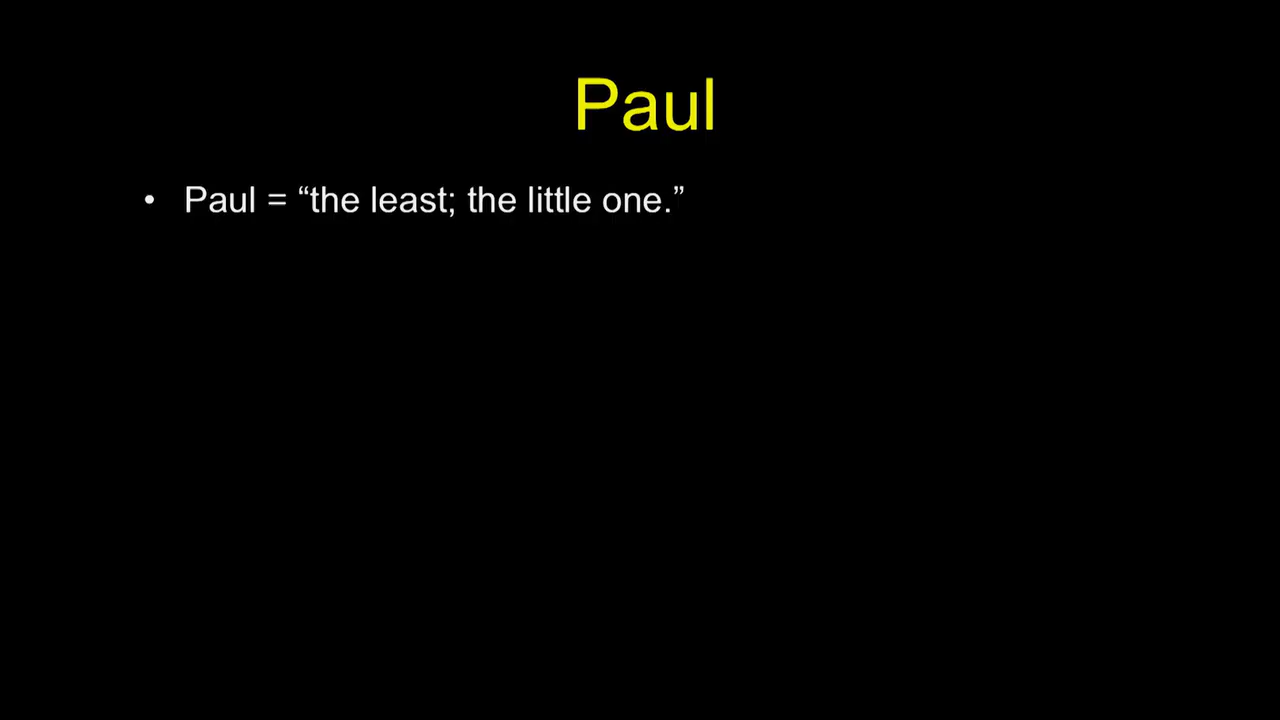 Paul
• Paul = “the least; the little one.”